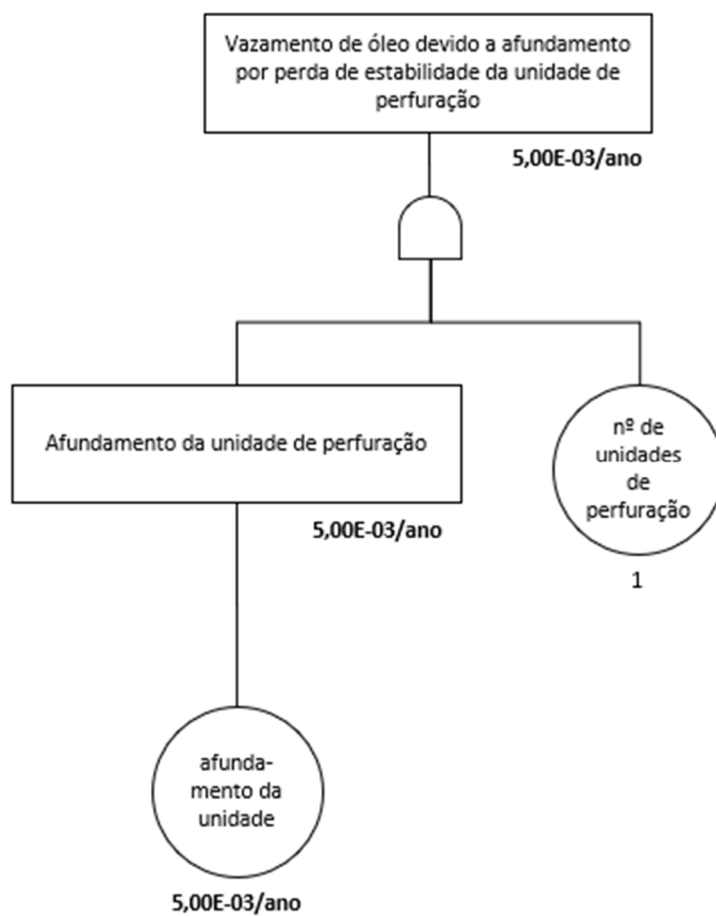 Vazamento de óleo devido a afundamento
por perda de estabilidade da unidade de
perfuração
5,00E-03/ano
Afundamento da unidade de perfuração
5,00E-03/ano
nº de
unidades
de
perfuração
1
afunda-
mento da
unidade
5,00E-03/ano